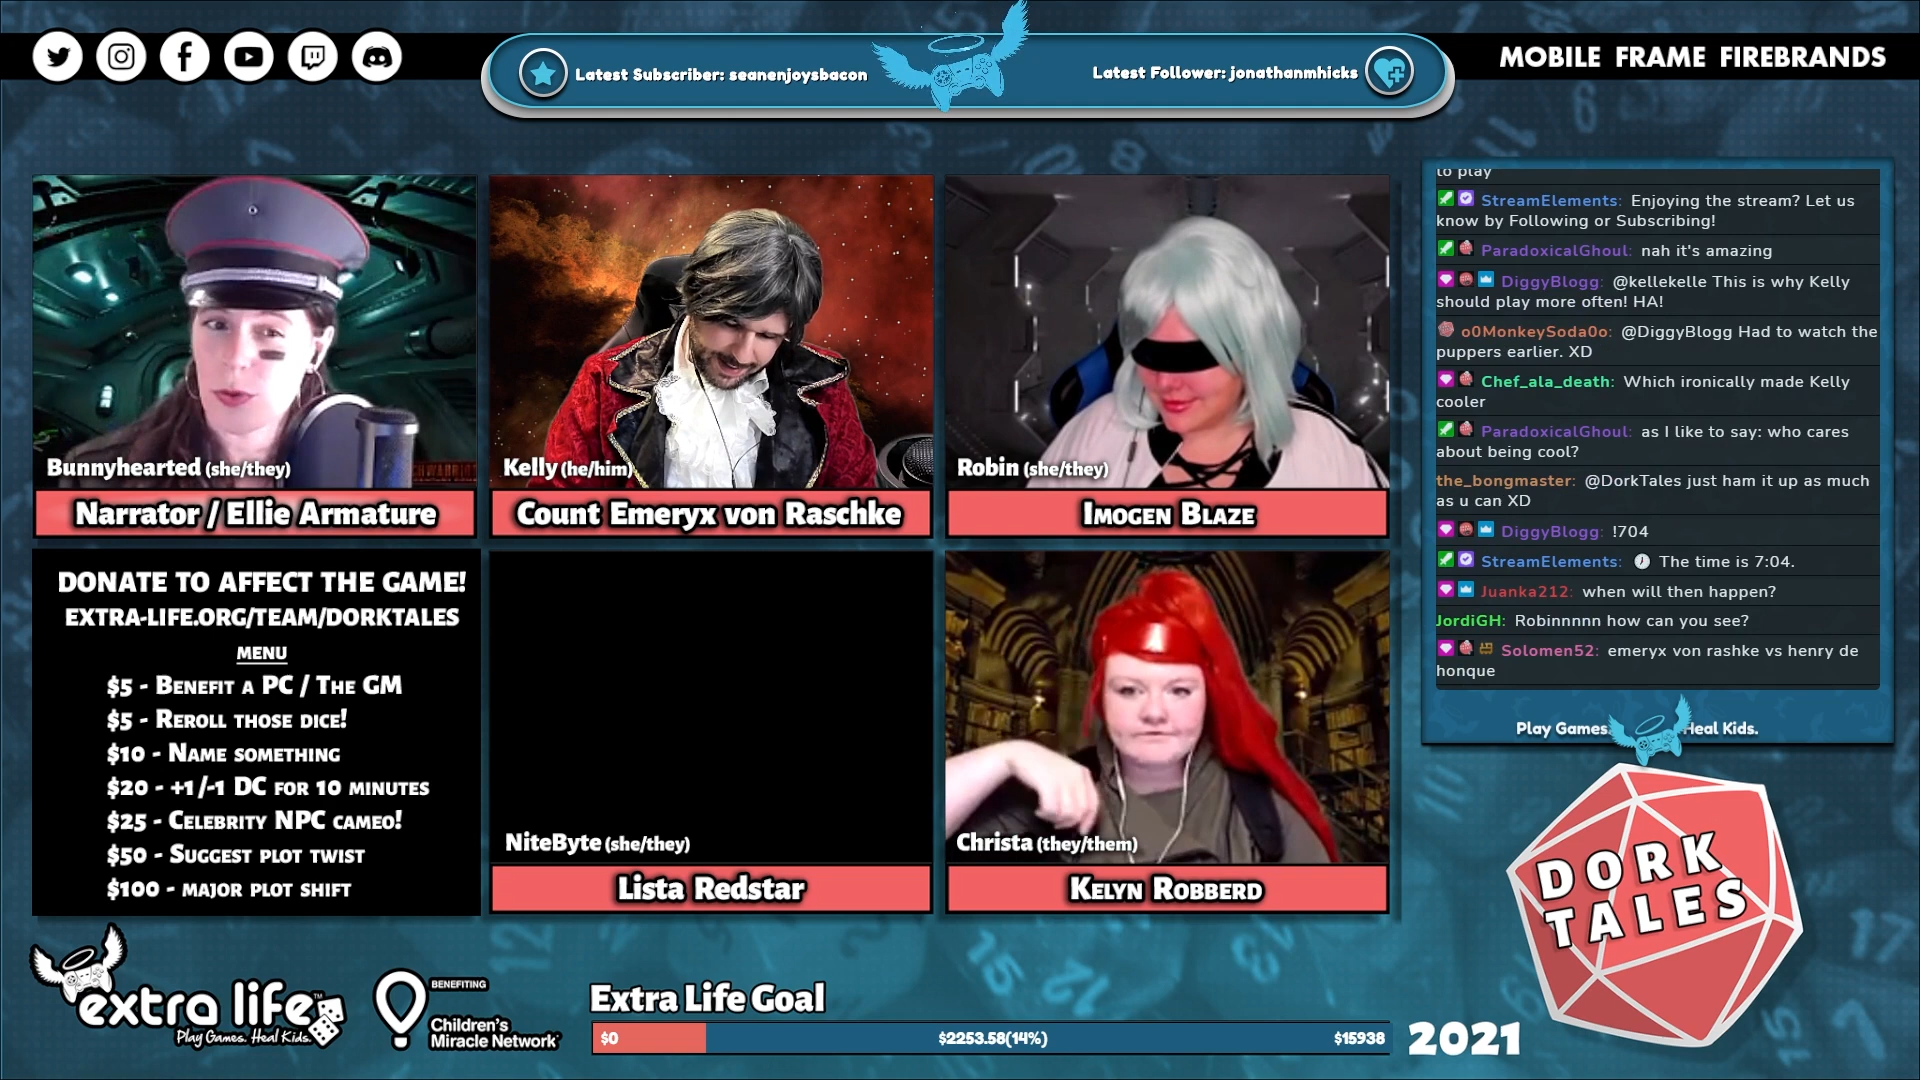 Latest Subscriber: seanenjoysbacon
Latest Follower: jonathanmhicks
MOBILE FRAME FIREBRANDS
Bunnyhearted (she/they)
Narrator / Ellie Armature
Kelly (he/him)
Count Emeryx von Raschke
Robin (she/they)
Imogen Blaze
DONATE TO AFFECT THE GAME!
EXTRA-LIFE.ORG/TEAM/DORKTALES
MENU
$5 - Benefit a PC / The GM
$5 - Reroll those dice!
$10 - Name something
$20 - +1/-1 DC for 10 minutes
$25 - Celebrity NPC cameo!
$50 - Suggest plot twist
$100 - major plot shift
NiteByte (she/they)
Lista Redstar
Christa (they/them)
Kelyn Robberd
to play
StreamElements: Enjoying the stream? Let us
know by Following or Subscribing!
ParadoxicalGhoul: nah it's amazing
DiggyBlogg: @kellekelle This is why Kelly
should play more often! HA!
o0MonkeySoda0o: @DiggyBlogg Had to watch the
puppers earlier. XD
Chef_ala_death: Which ironically made Kelly
cooler
ParadoxicalGhoul: as I like to say: who cares
about being cool?
the_bongmaster: @DorkTales just ham it up as much
as u can XD
DiggyBlogg: !704
StreamElements: The time is 7:04.
Juanka212: when will then happen?
JordiGH: Robinnnnn how can you see?
Solomen52: emeryx von rashke vs henry de
honque
Play Games. Heal Kids.
DORK
TALES
extra life™
Play Games. Heal Kids.
BENEFITING
Children's
Miracle Network
Extra Life Goal
$0
$2253.58(14%)
$15938
2021